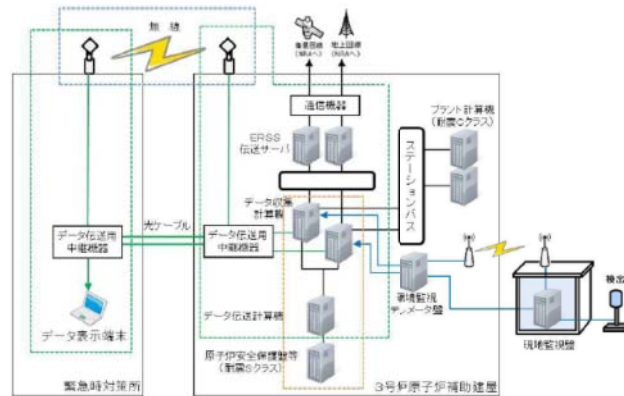 無線
衛星回線
(NRAへ)
地上回線
(NRAへ)
通信機器
ERSS
伝送サーバ
プラント計算機
(耐震Cクラス)
ステーションバス
データ収集
計算機
光ケーブル
データ伝送用
中継機器
データ伝送用
中継機器
環境監視
テレメータ盤
検出
現地監視盤
データ表示端末
データ伝送計算機
原子炉安全保護盤等
(耐震Sクラス)
緊急時対策所
3号炉原子炉補助建屋